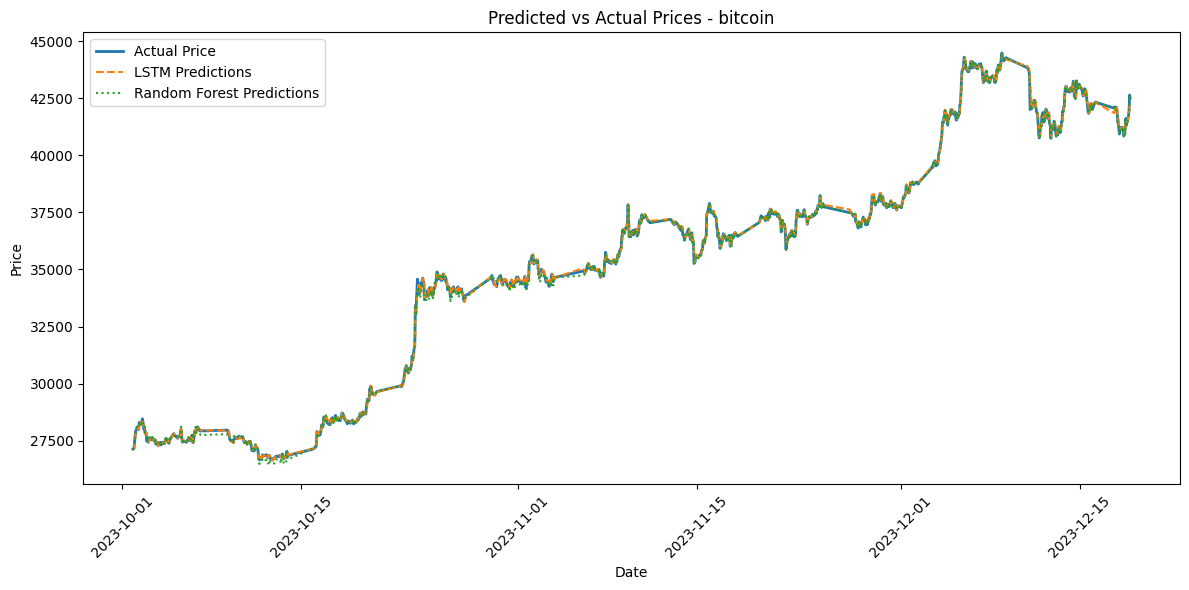 Predicted vs Actual Prices - bitcoin
Actual Price
LSTM Predictions
Random Forest Predictions
45000
42500
40000
37500
35000
32500
30000
27500
Price
2023-10-01
2023-10-15
2023-11-01
2023-11-15
2023-12-01
2023-12-15
Date